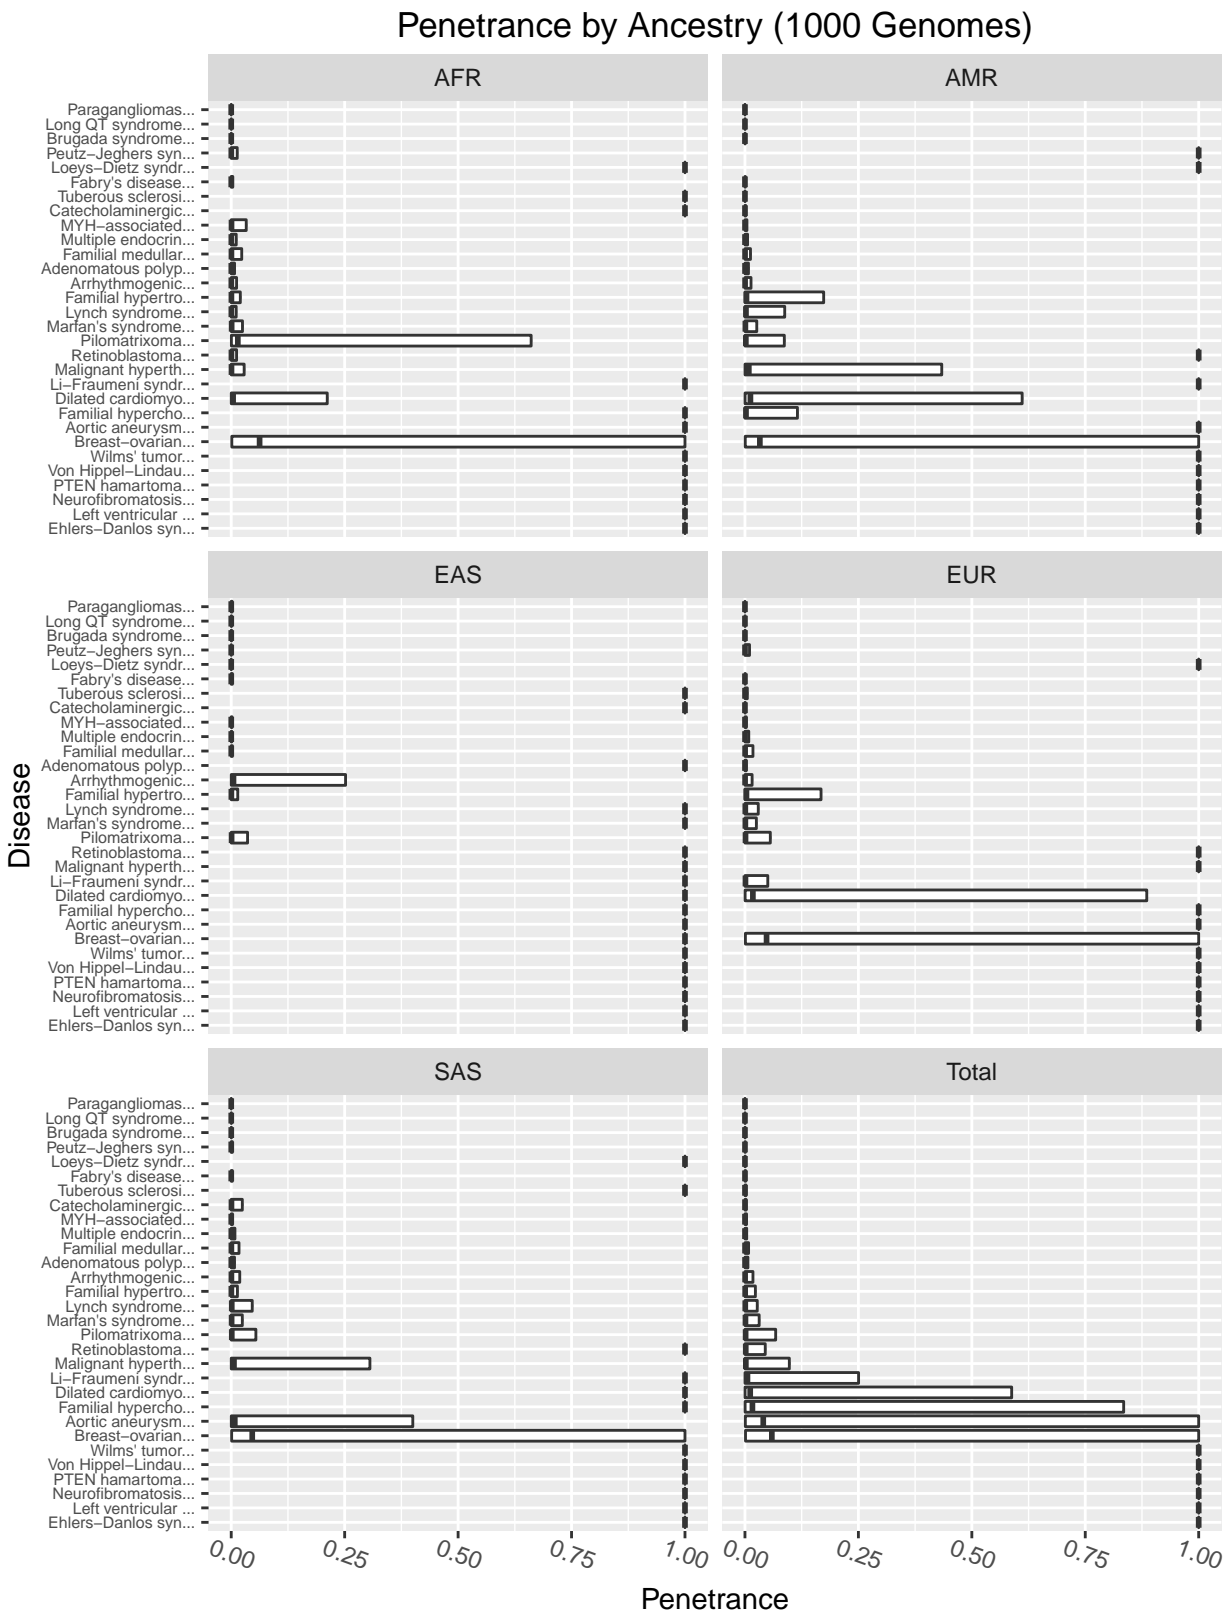 Penetrance by Ancestry (1000 Genomes)
AFR
AMR
Paragangliomas...
Long QT syndrome...
Brugada syndrome...
Peutz−Jeghers syn...
Loeys−Dietz syndr...
Fabry's disease...
Tuberous sclerosi...
Catecholaminergic...
MYH−associated...
Multiple endocrin...
Familial medullar...
Adenomatous polyp...
Arrhythmogenic...
Familial hypertro...
Lynch syndrome...
Marfan's syndrome...
Pilomatrixoma...
Retinoblastoma...
Malignant hyperth...
Li−Fraumeni syndr...
Dilated cardiomyo...
Familial hypercho...
Aortic aneurysm...
Breast−ovarian...
Wilms' tumor...
Von Hippel−Lindau...
PTEN hamartoma...
Neurofibromatosis...
Left ventricular ...
Ehlers−Danlos syn...
EAS
EUR
Paragangliomas...
Long QT syndrome...
Brugada syndrome...
Peutz−Jeghers syn...
Loeys−Dietz syndr...
Fabry's disease...
Tuberous sclerosi...
Catecholaminergic...
MYH−associated...
Multiple endocrin...
Familial medullar...
Adenomatous polyp...
Arrhythmogenic...
Familial hypertro...
Lynch syndrome...
Marfan's syndrome...
Pilomatrixoma...
Retinoblastoma...
Malignant hyperth...
Li−Fraumeni syndr...
Dilated cardiomyo...
Familial hypercho...
Aortic aneurysm...
Breast−ovarian...
Wilms' tumor...
Von Hippel−Lindau...
PTEN hamartoma...
Neurofibromatosis...
Left ventricular ...
Ehlers−Danlos syn...
Disease
SAS
Total
Paragangliomas...
Long QT syndrome...
Brugada syndrome...
Peutz−Jeghers syn...
Loeys−Dietz syndr...
Fabry's disease...
Tuberous sclerosi...
Catecholaminergic...
MYH−associated...
Multiple endocrin...
Familial medullar...
Adenomatous polyp...
Arrhythmogenic...
Familial hypertro...
Lynch syndrome...
Marfan's syndrome...
Pilomatrixoma...
Retinoblastoma...
Malignant hyperth...
Li−Fraumeni syndr...
Dilated cardiomyo...
Familial hypercho...
Aortic aneurysm...
Breast−ovarian...
Wilms' tumor...
Von Hippel−Lindau...
PTEN hamartoma...
Neurofibromatosis...
Left ventricular ...
Ehlers−Danlos syn...
0.00 0.25 0.50 0.75 1.00
0.00 0.25 0.50 0.75 1.00
Penetrance